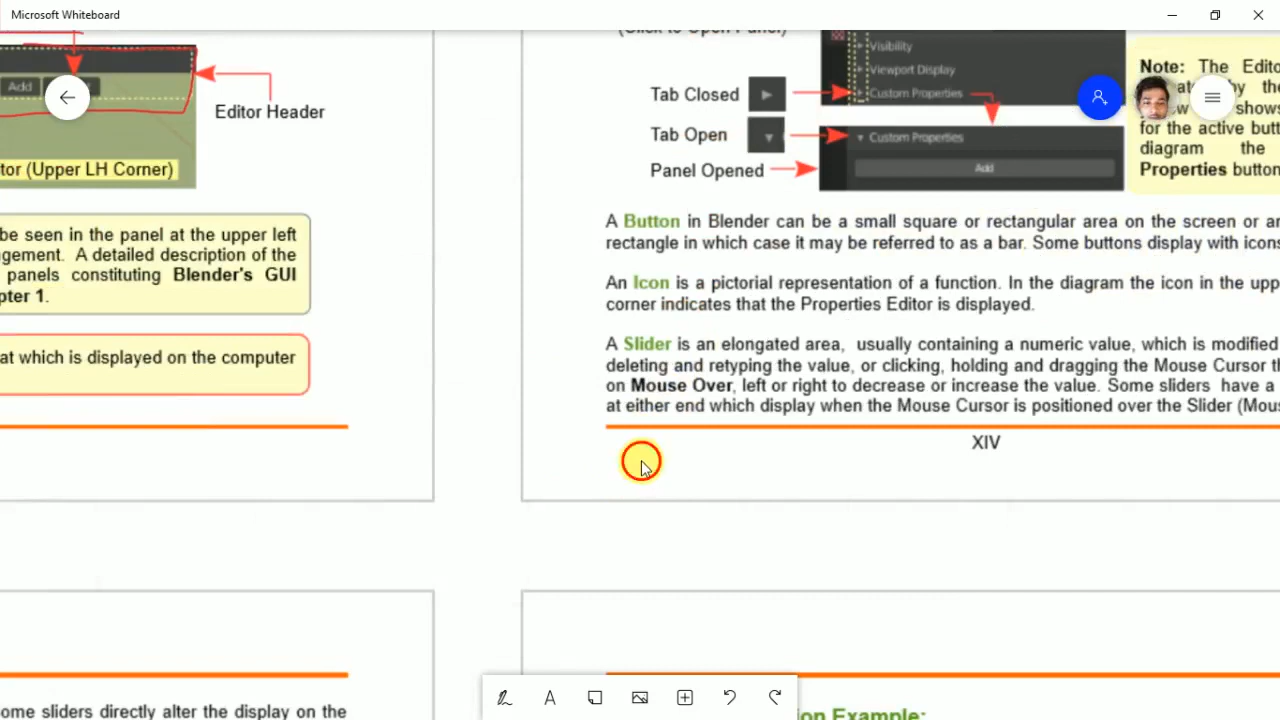 Microsoft Whiteboard
Add
Editor Header
tor (Upper LH Corner)
be seen in the panel at the upper left
gement. A detailed description of the
panels constituting Blender's GUI
pter 1.
at which is displayed on the computer
ome sliders directly alter the display on the
(Click to Open Panel)
Visibility
Viewport Display
Custom Properties
Tab Closed
Tab Open
Custom Properties
Panel Opened
Add
Note: The Edito
by the
shows
for the active butt
diagram the
Properties button
A Button in Blender can be a small square or rectangular area on the screen or an
rectangle in which case it may be referred to as a bar. Some buttons display with icons
An Icon is a pictorial representation of a function. In the diagram the icon in the upp
corner indicates that the Properties Editor is displayed.
A Slider is an elongated area, usually containing a numeric value, which is modified
deleting and retyping the value, or clicking, holding and dragging the Mouse Cursor t
on Mouse Over, left or right to decrease or increase the value. Some sliders have a
at either end which display when the Mouse Cursor is positioned over the Slider (Mou
XIV
ion Example: